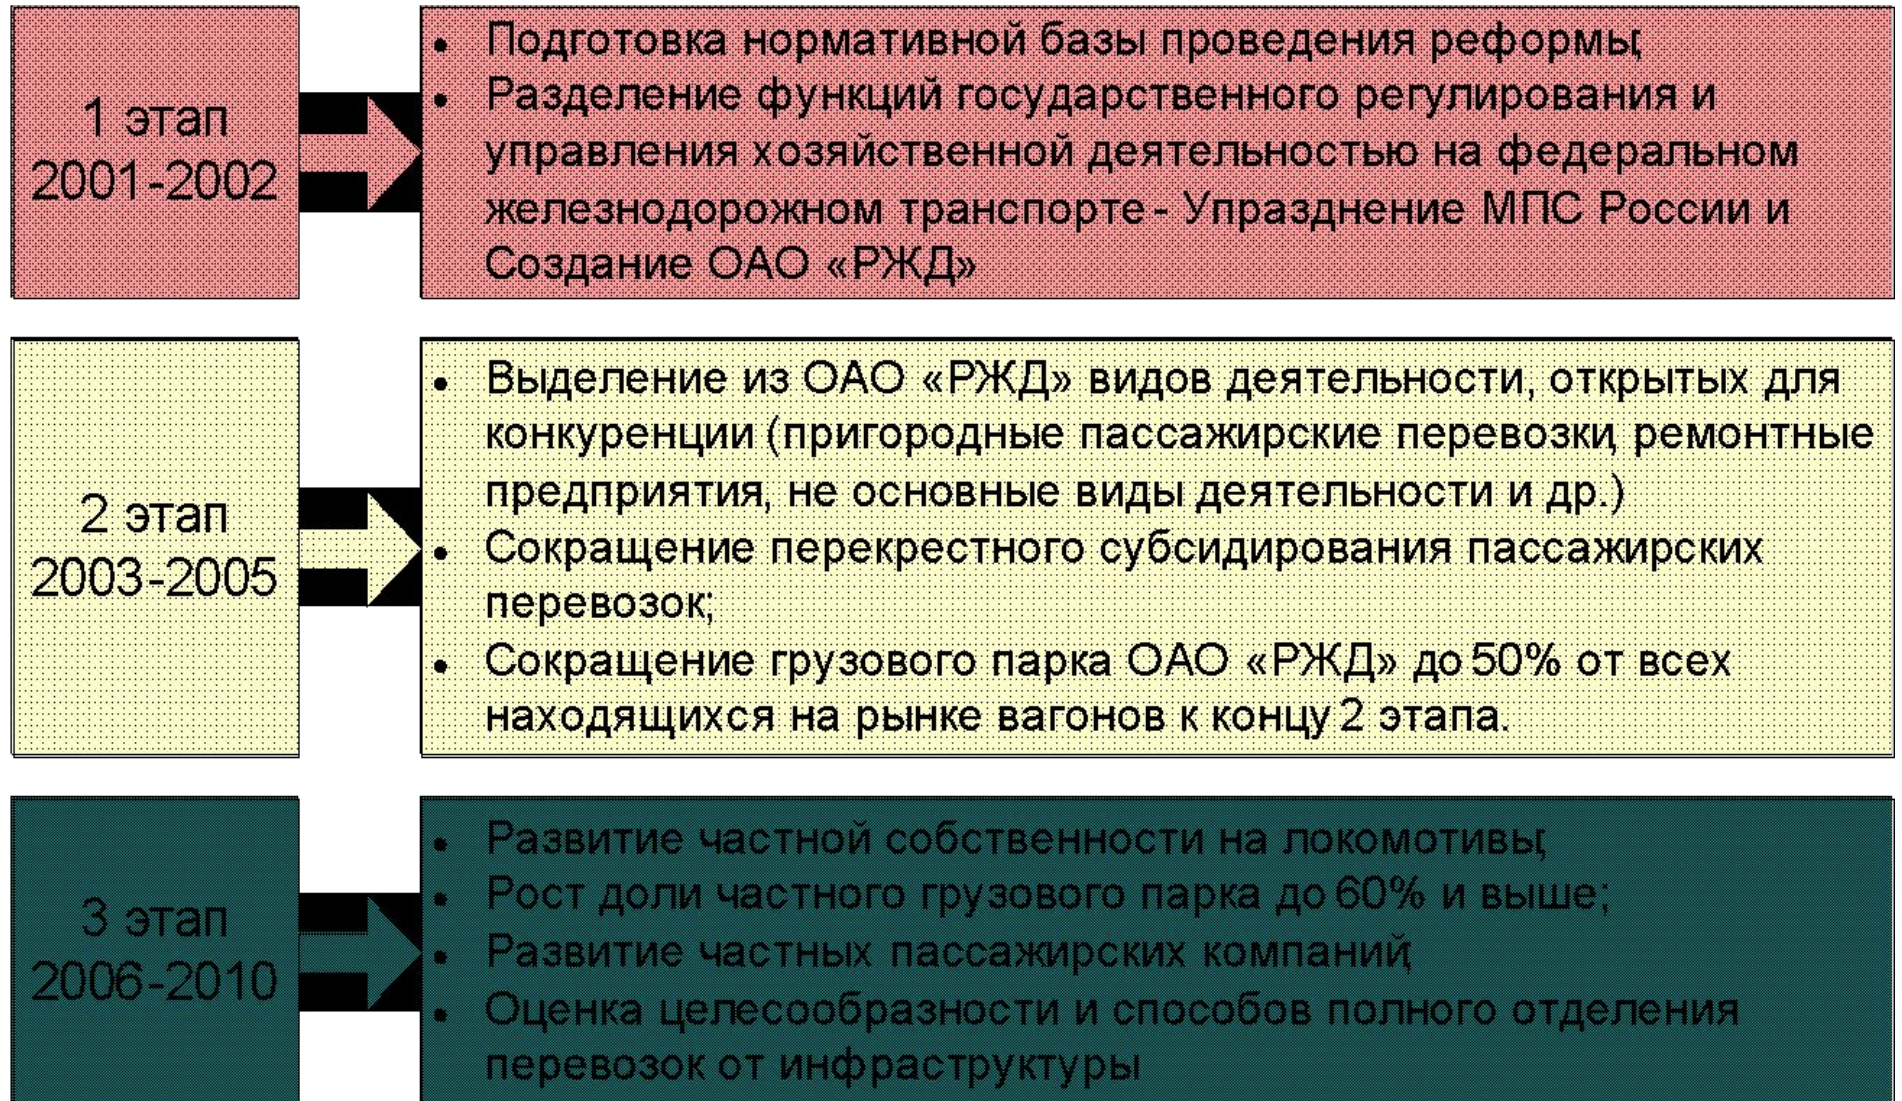 1 этап
2001-2002
• Подготовка нормативной базы проведения реформы;
• Разделение функций государственного регулирования и
управления хозяйственной деятельностью на федеральном
железнодорожном транспорте - Упразднение МПС России и
Создание ОАО «РЖД»
2 этап
2003-2005
• Выделение из ОАО «РЖД» видов деятельности, открытых для
конкуренции (пригородные пассажирские перевозки, ремонтные
предприятия, не основные виды деятельности и др.)
• Сокращение перекрестного субсидирования пассажирских
перевозок;
• Сокращение грузового парка ОАО «РЖД» до 50% от всех
находящихся на рынке вагонов к концу 2 этапа.
3 этап
2006-2010
• Развитие частной собственности на локомотивы;
• Рост доли частного грузового парка до 60% и выше;
• Развитие частных пассажирских компаний;
• Оценка целесообразности и способов полного отделения
перевозок от инфраструктуры